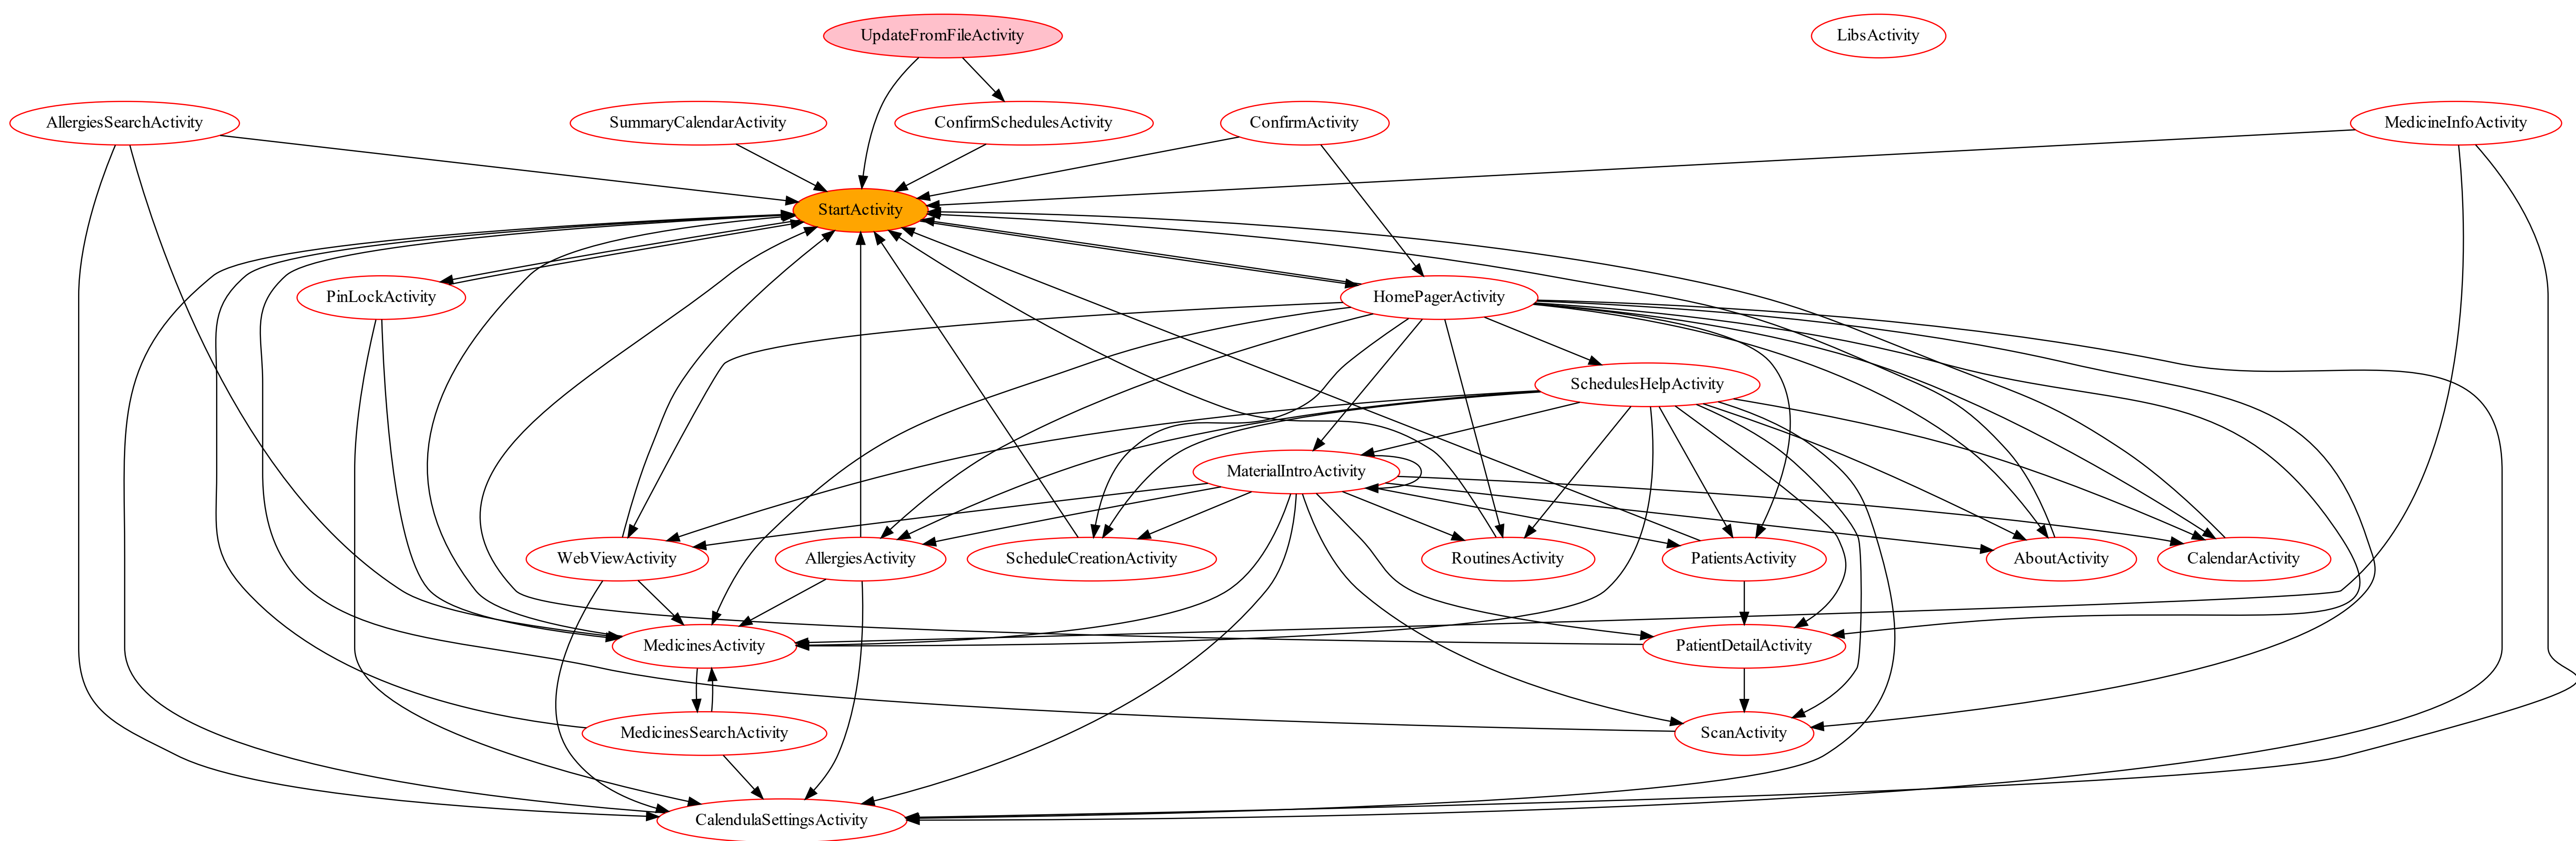 UpdateFromFileActivity
LibsActivity
AllergiesSearchActivity
SummaryCalendarActivity
ConfirmSchedulesActivity
ConfirmActivity
MedicineInfoActivity
StartActivity
PinLockActivity
HomePagerActivity
SchedulesHelpActivity
MaterialIntroActivity
WebViewActivity
AllergiesActivity
ScheduleCreationActivity
RoutinesActivity
PatientsActivity
AboutActivity
CalendarActivity
MedicinesActivity
PatientDetailActivity
MedicinesSearchActivity
ScanActivity
CalendulaSettingsActivity